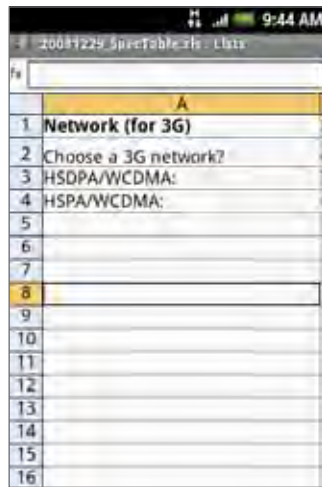 H 9:44 AM
20081229_SpecTable.xls : Lists
fx
A
1 Network (for 3G)
2 Choose a 3G network?
3 HSDPA/WCDMA:
4 HSPA/WCDMA:
5
6
7
8
9
10
11
12
13
14
15
16